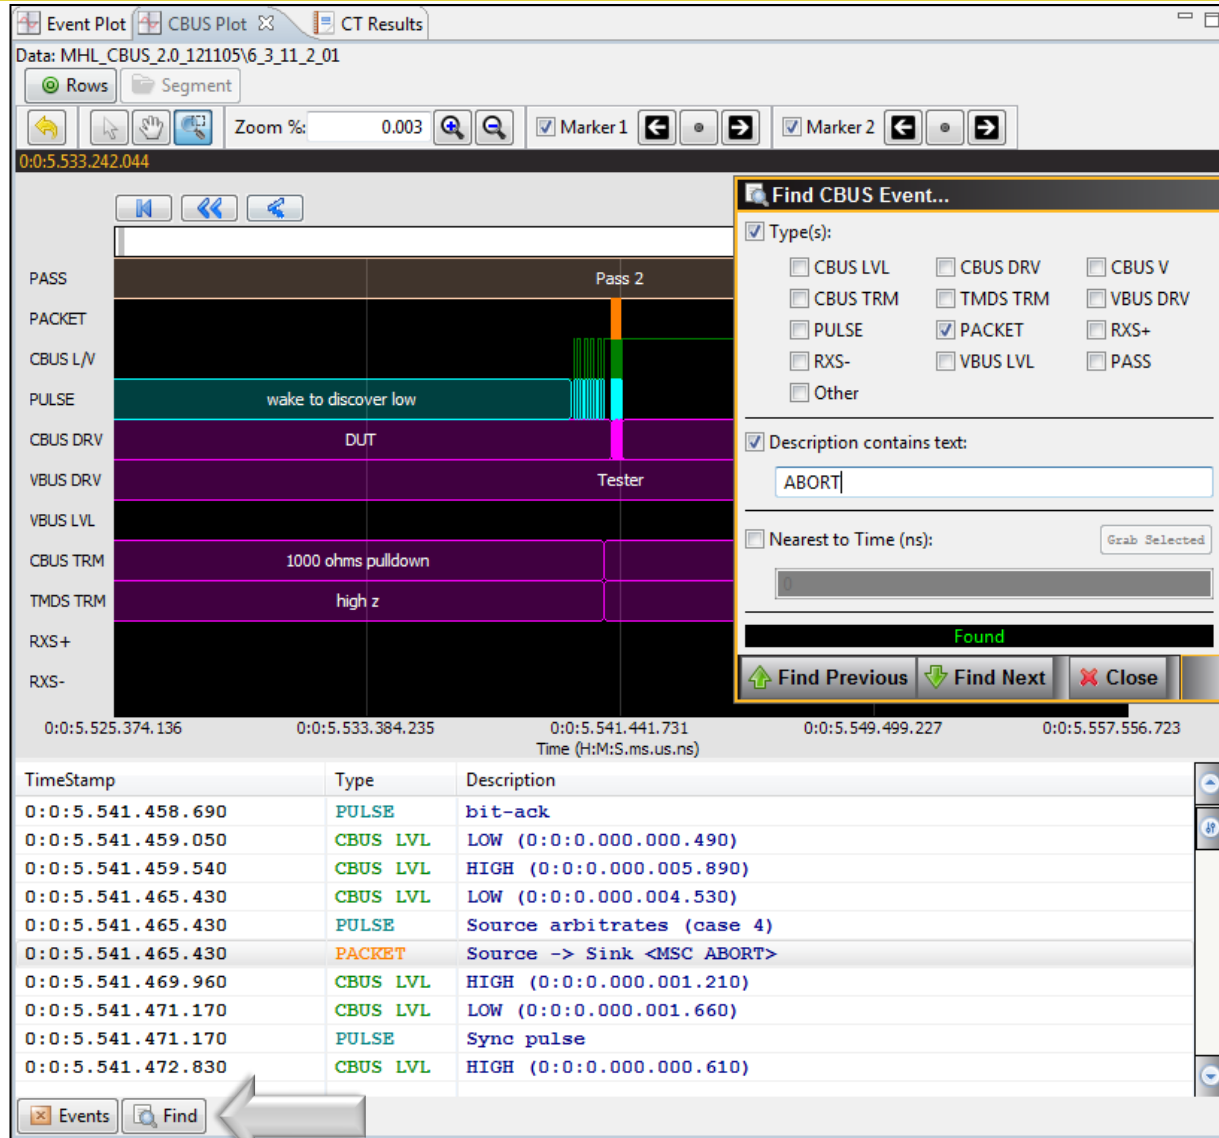 Event Plot CBUS Plot CT Results
Data: MHL_CBUS_2.0_121105\6_3_11_2_01
Rows Segment
Zoom %: 0.003 Marker 1 Marker 2
0:0:5.533.242.044
Find CBUS Event...
Type(s):
CBUS LVL CBUS DRV CBUS V
CBUS TRM TMDS TRM VBUS DRV
PULSE PACKET RXS+
RXS- VBUS LVL PASS
Other
Description contains text:
ABORT
Nearest to Time (ns): Grab Selected
0
Found
Find Previous Find Next Close
PASS Pass 2
PACKET
CBUS L/V
PULSE wake to discover low
CBUS DRV DUT
VBUS DRV Tester
VBUS LVL
CBUS TRM 1000 ohms pulldown
TMDS TRM high z
RXS+
RXS-
0:0:5.525.374.136 0:0:5.533.384.235 0:0:5.541.441.731 0:0:5.549.499.227 0:0:5.557.556.723
Time (H:M:S.ms.us.ns)
TimeStamp Type Description
0:0:5.541.458.690 PULSE bit-ack
0:0:5.541.459.050 CBUS LVL LOW (0:0:0.000.000.490)
0:0:5.541.459.540 CBUS LVL HIGH (0:0:0.000.005.890)
0:0:5.541.465.430 CBUS LVL LOW (0:0:0.000.004.530)
0:0:5.541.465.430 PULSE Source arbitrates (case 4)
0:0:5.541.465.430 PACKET Source -> Sink <MSC ABORT>
0:0:5.541.469.960 CBUS LVL HIGH (0:0:0.000.001.210)
0:0:5.541.471.170 CBUS LVL LOW (0:0:0.000.001.660)
0:0:5.541.471.170 PULSE Sync pulse
0:0:5.541.472.830 CBUS LVL HIGH (0:0:0.000.000.610)
Events Find